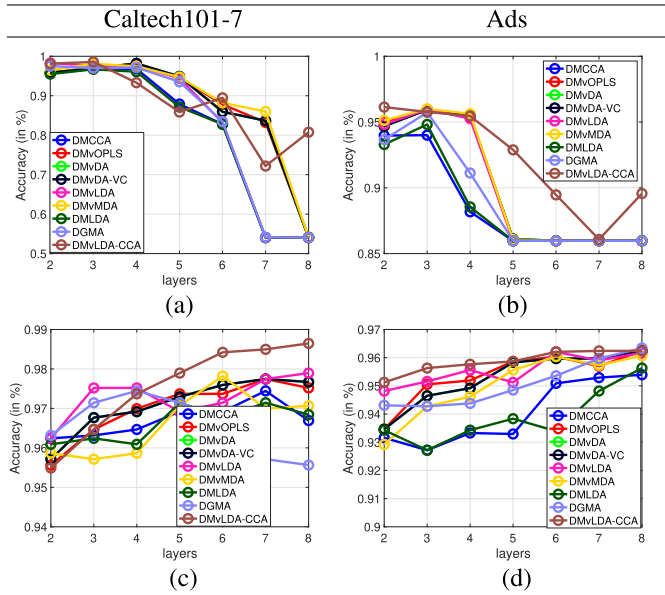 Caltech101-7
Ads
Accuracy (in %)
1
0.9
0.8
0.7
0.6
0.5
DMCCA
DMvOPLS
DMvDA
DMvDA-VC
DMvLDA
DMvMDA
DMLDA
DGMA
DMvLDA-CCA
2 3 4 5 6 7 8
layers
(a)
Accuracy (in %)
1
0.95
0.9
0.85
DMCCA
DMvOPLS
DMvDA
DMvDA-VC
DMvLDA
DMvMDA
DMLDA
DGMA
DMvLDA-CCA
2 3 4 5 6 7 8
layers
(b)
Accuracy (in %)
0.99
0.98
0.97
0.96
0.95
0.94
DMCCA
DMvOPLS
DMvDA
DMvDA-VC
DMvLDA
DMvMDA
DMLDA
DGMA
DMvLDA-CCA
2 3 4 5 6 7 8
layers
(c)
Accuracy (in %)
0.97
0.96
0.95
0.94
0.93
0.92
0.91
0.9
DMCCA
DMvOPLS
DMvDA
DMvDA-VC
DMvLDA
DMvMDA
DMLDA
DGMA
DMvLDA-CCA
2 3 4 5 6 7 8
layers
(d)